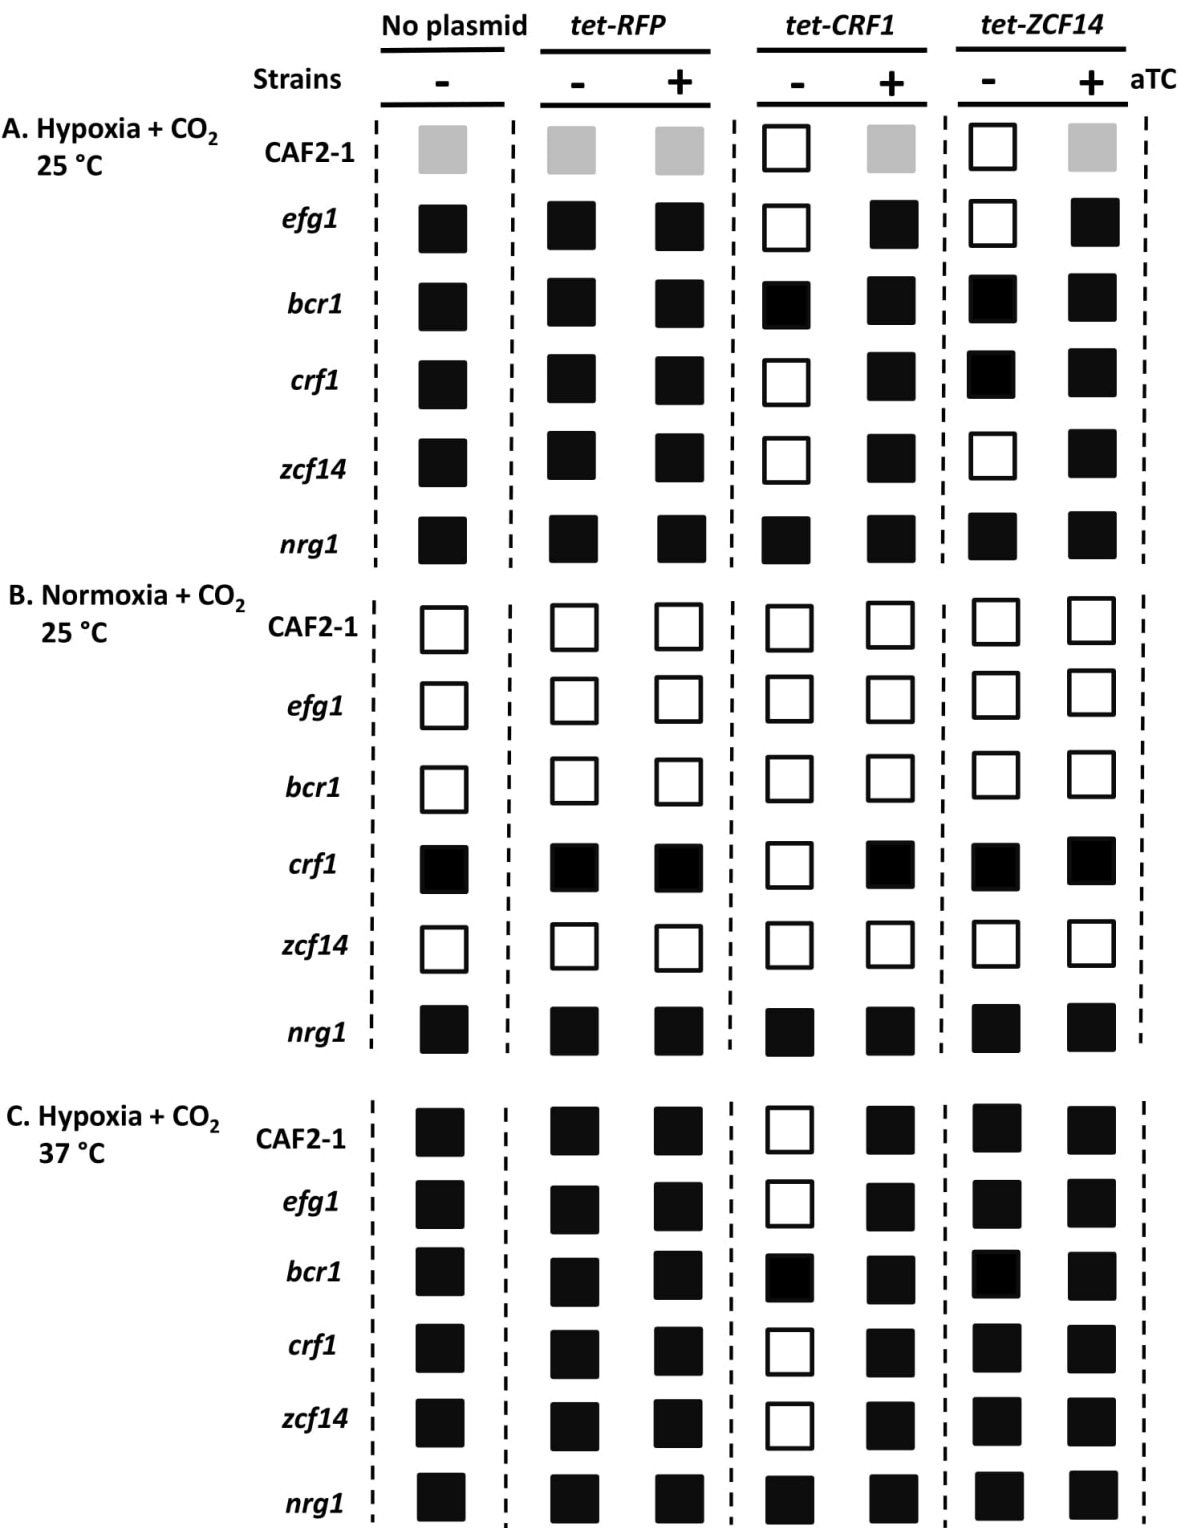 No plasmid tet-RFP tet-CRF1 tet-ZCF14
Strains - - + - + - + aTC
A. Hypoxia + CO₂
25 °C
CAF2-1
efg1
bcr1
crf1
zcf14
nrg1
B. Normoxia + CO₂
25 °C
CAF2-1
efg1
bcr1
crf1
zcf14
nrg1
C. Hypoxia + CO₂
37 °C
CAF2-1
efg1
bcr1
crf1
zcf14
nrg1